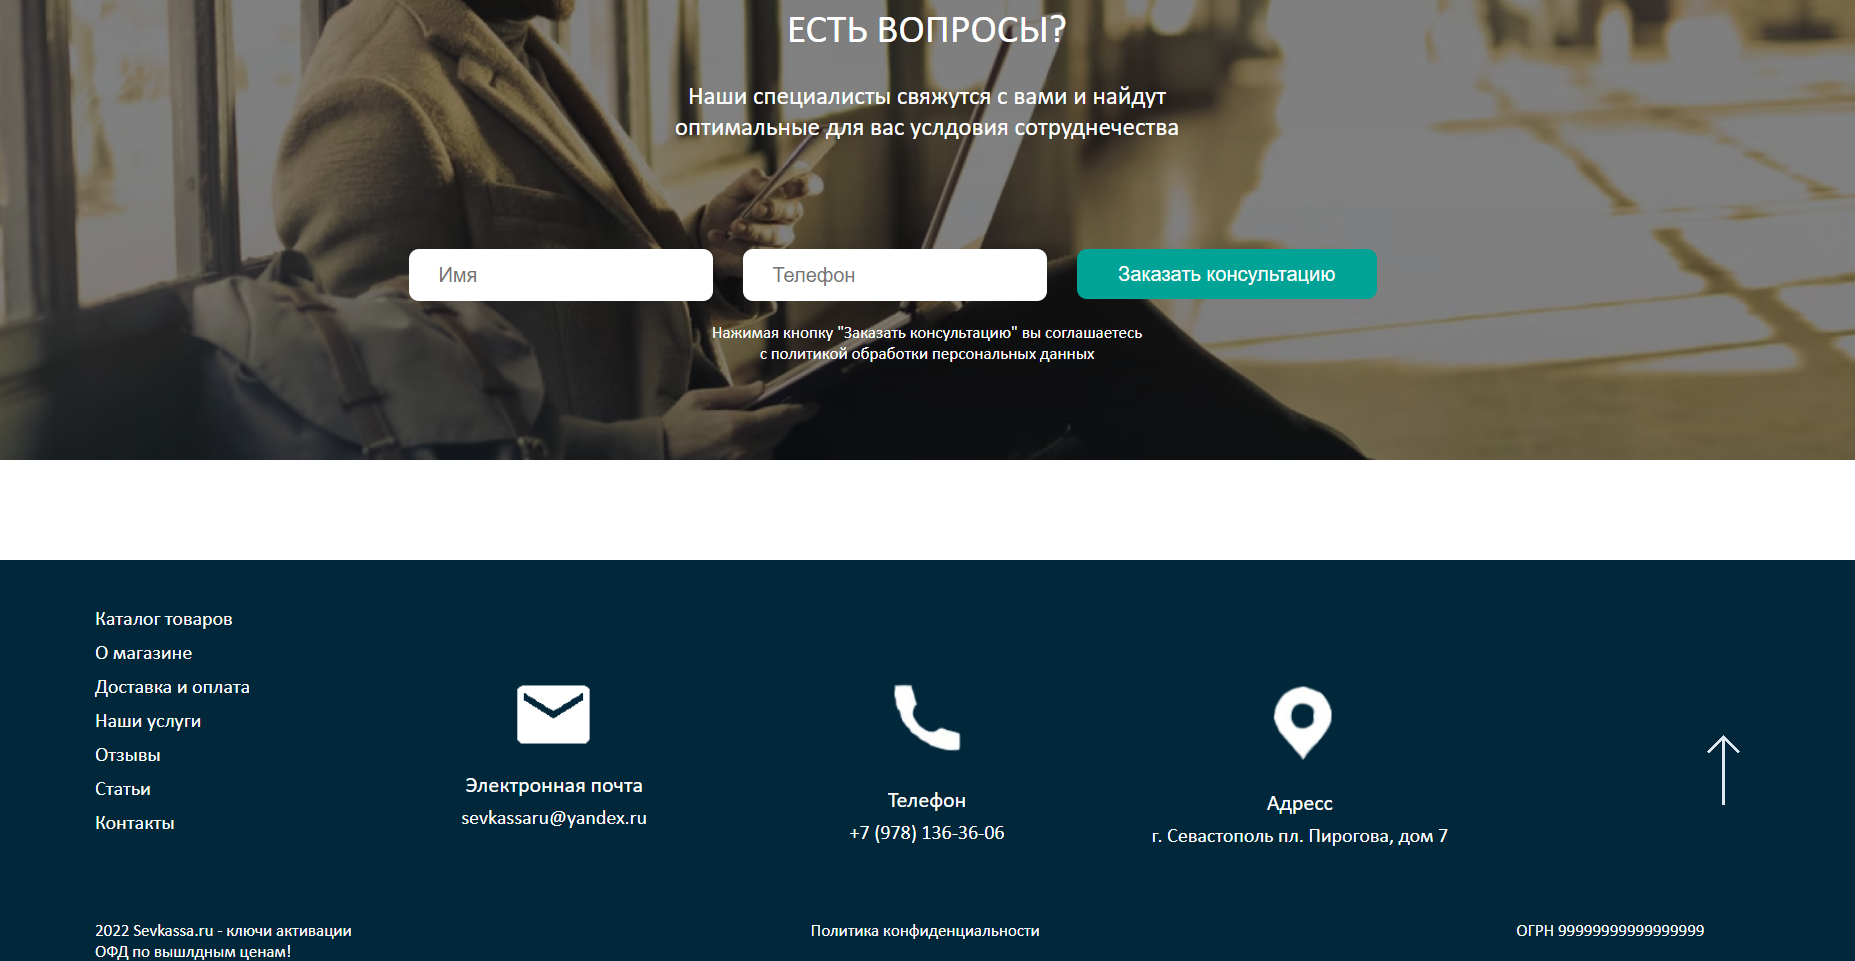 ЕСТЬ ВОПРОСЫ?
Наши специалисты свяжутся с вами и найдут
оптимальные для вас услдовия сотруднечества
Имя
Телефон
Заказать консультацию
Нажимая кнопку "Заказать консультацию" вы соглашаетесь
с политикой обработки персональных данных
Каталог товаров
О магазине
Доставка и оплата
Наши услуги
Отзывы
Статьи
Контакты
Электронная почта
sevkassaru@yandex.ru
Телефон
+7 (978) 136-36-06
Адресс
г. Севастополь пл. Пирогова, дом 7
2022 Sevkassa.ru - ключи активации
ОФД по вышлдным ценам!
Политика конфиденциальности
ОГРН 99999999999999999